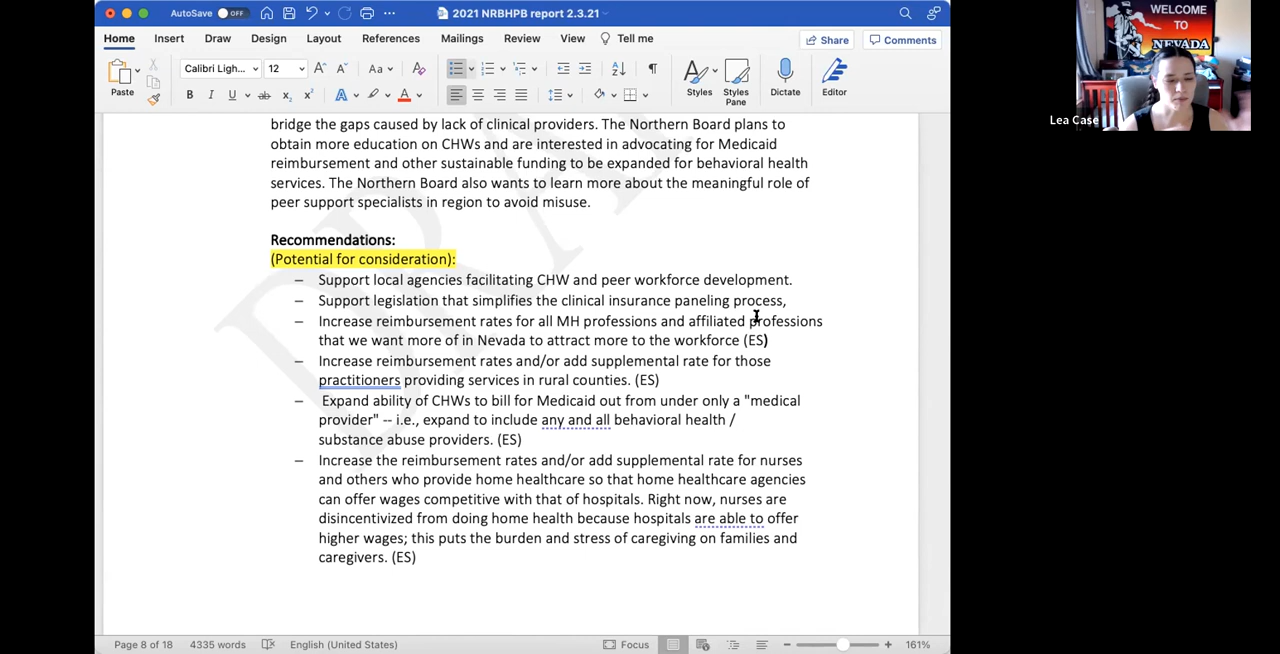 AutoSave OFF
2021 NRBHPB report 2.3.21
WELCOME
TO
NEVADA
Lea Case
Home Insert Draw Design Layout References Mailings Review View Tell me Share Comments
Paste Calibri Ligh... 12 Styles Styles Pane Dictate Editor
bridge the gaps caused by lack of clinical providers. The Northern Board plans to
obtain more education on CHWs and are interested in advocating for Medicaid
reimbursement and other sustainable funding to be expanded for behavioral health
services. The Northern Board also wants to learn more about the meaningful role of
peer support specialists in region to avoid misuse.
Recommendations:
(Potential for consideration):
– Support local agencies facilitating CHW and peer workforce development.
– Support legislation that simplifies the clinical insurance paneling process,
– Increase reimbursement rates for all MH professions and affiliated professions
that we want more of in Nevada to attract more to the workforce (ES)
– Increase reimbursement rates and/or add supplemental rate for those
practitioners providing services in rural counties. (ES)
– Expand ability of CHWs to bill for Medicaid out from under only a "medical
provider" -- i.e., expand to include any and all behavioral health /
substance abuse providers. (ES)
– Increase the reimbursement rates and/or add supplemental rate for nurses
and others who provide home healthcare so that home healthcare agencies
can offer wages competitive with that of hospitals. Right now, nurses are
disincentivized from doing home health because hospitals are able to offer
higher wages; this puts the burden and stress of caregiving on families and
caregivers. (ES)
Page 8 of 18 4335 words English (United States) Focus 161%